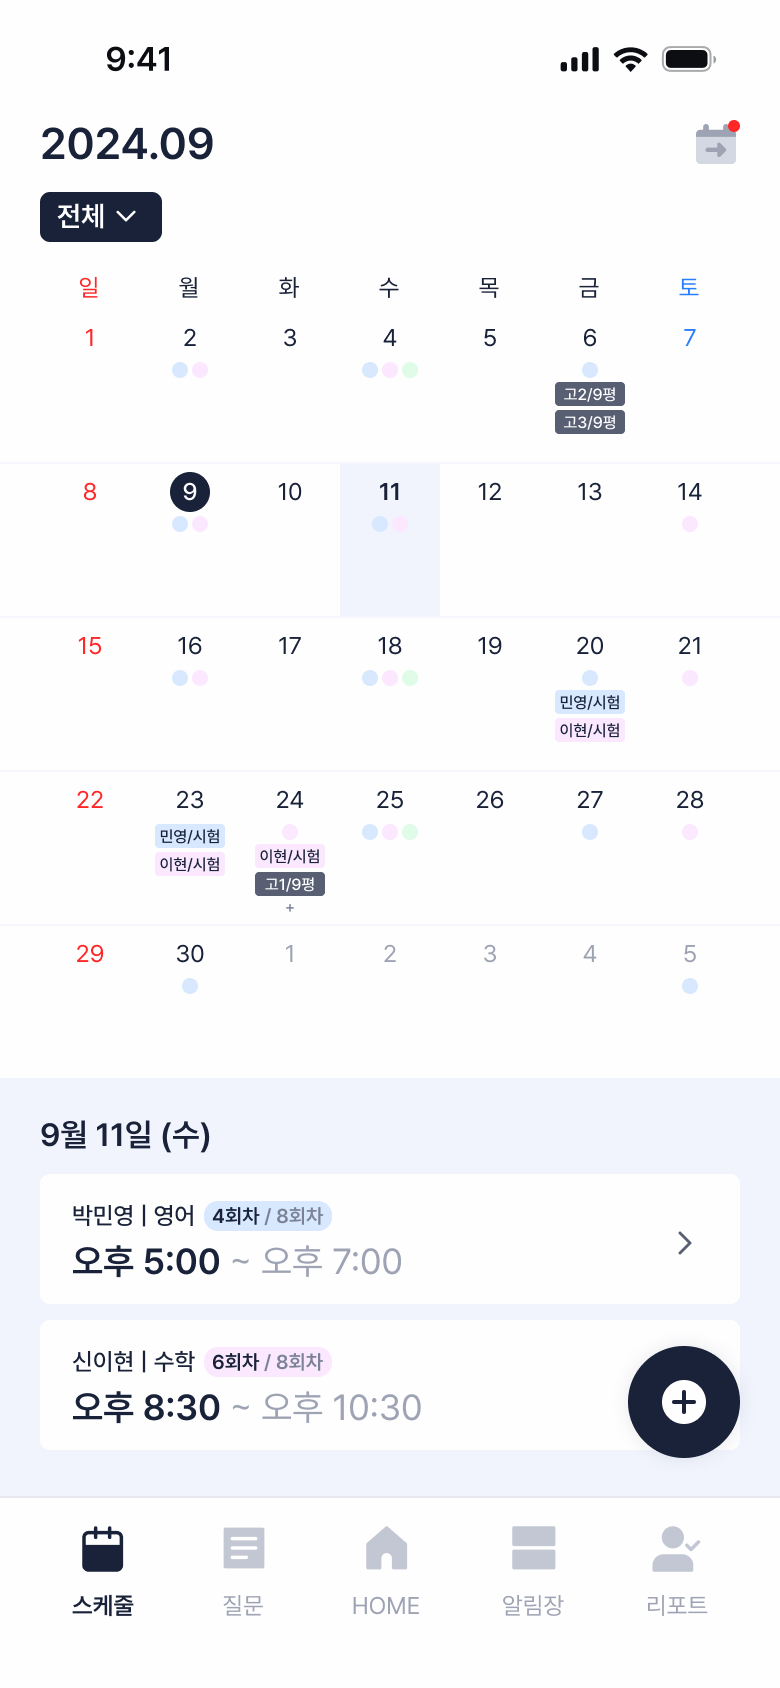 9:41
2024.09
전체
일 월 화 수 목 금 토
1 2 3 4 5 6 7
고2/9평
고3/9평
8 9 10 11 12 13 14
15 16 17 18 19 20 21
민영/시험
이현/시험
22 23 24 25 26 27 28
민영/시험 이현/시험
이현/시험 고1/9평
+
29 30 1 2 3 4 5
9월 11일 (수)
박민영 | 영어 4회차 / 8회차
오후 5:00 ~ 오후 7:00
신이현 | 수학 6회차 / 8회차
오후 8:30 ~ 오후 10:30
스케줄 질문 HOME 알림장 리포트